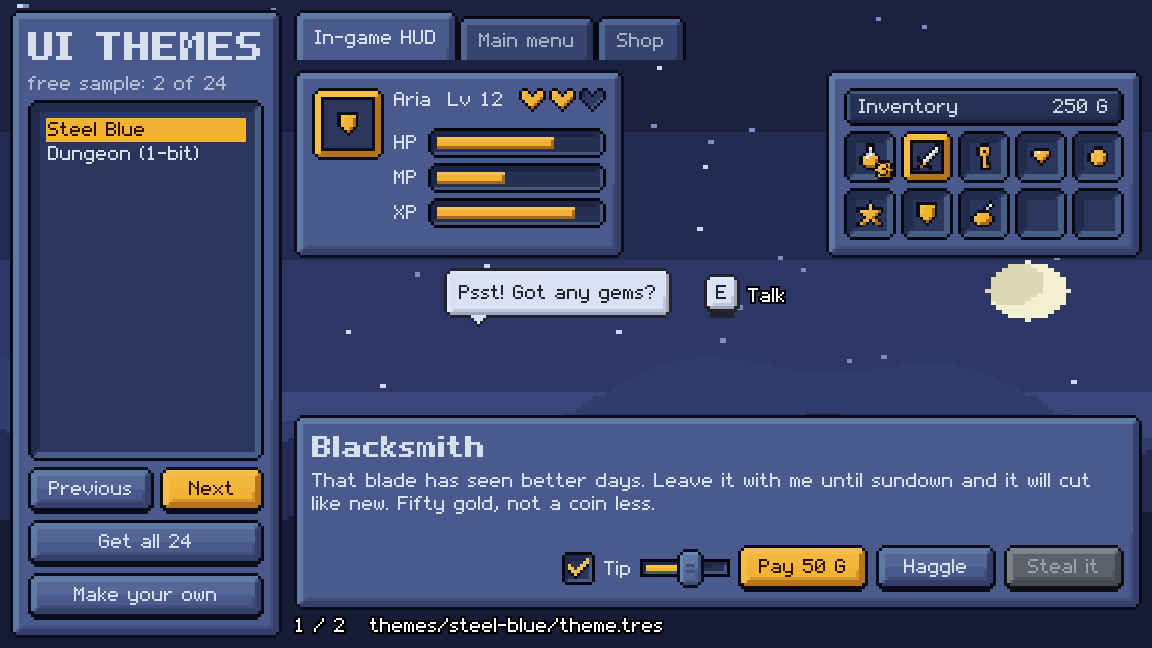 UI THEMES
free sample: 2 of 24
Steel Blue
Dungeon (1-bit)
Previous
Next
Get all 24
Make your own
In-game HUD
Main menu
Shop
Aria Lv 12
HP
MP
XP
Inventory 250 G
Psst! Got any gems?
E Talk
Blacksmith
That blade has seen better days. Leave it with me until sundown and it will cut
like new. Fifty gold, not a coin less.
Tip
Pay 50 G
Haggle
Steal it
1 / 2 themes/steel-blue/theme.tres